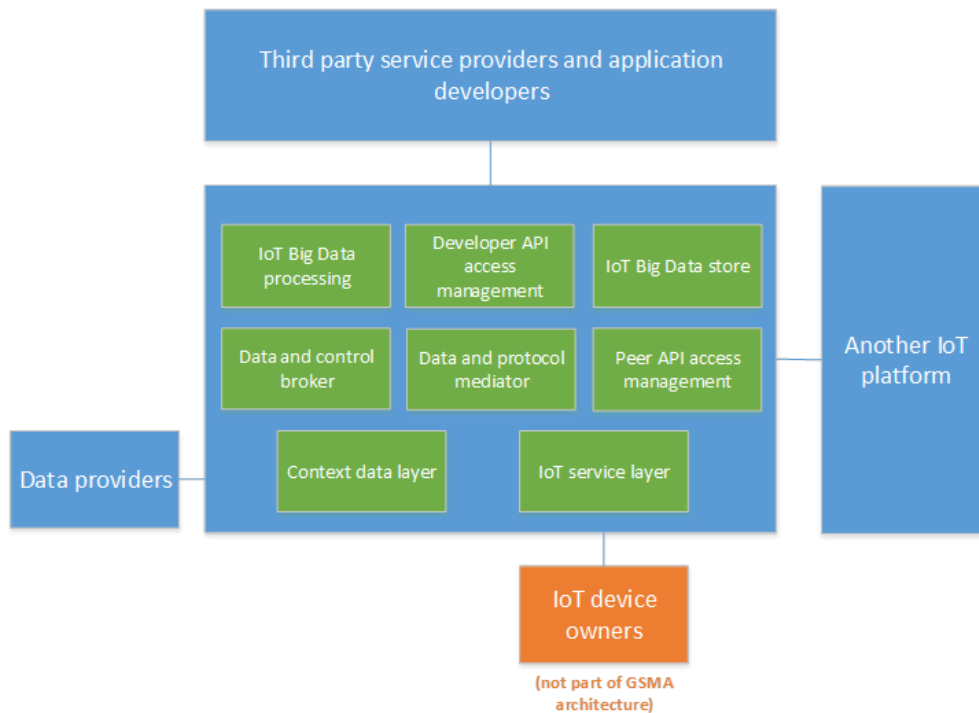 Third party service providers and application
developers
IoT Big Data
processing
Developer API
access
management
IoT Big Data store
Data and control
broker
Data and protocol
mediator
Peer API access
management
Another IoT
platform
Data providers
Context data layer
IoT service layer
IoT device
owners
(not part of GSMA
architecture)